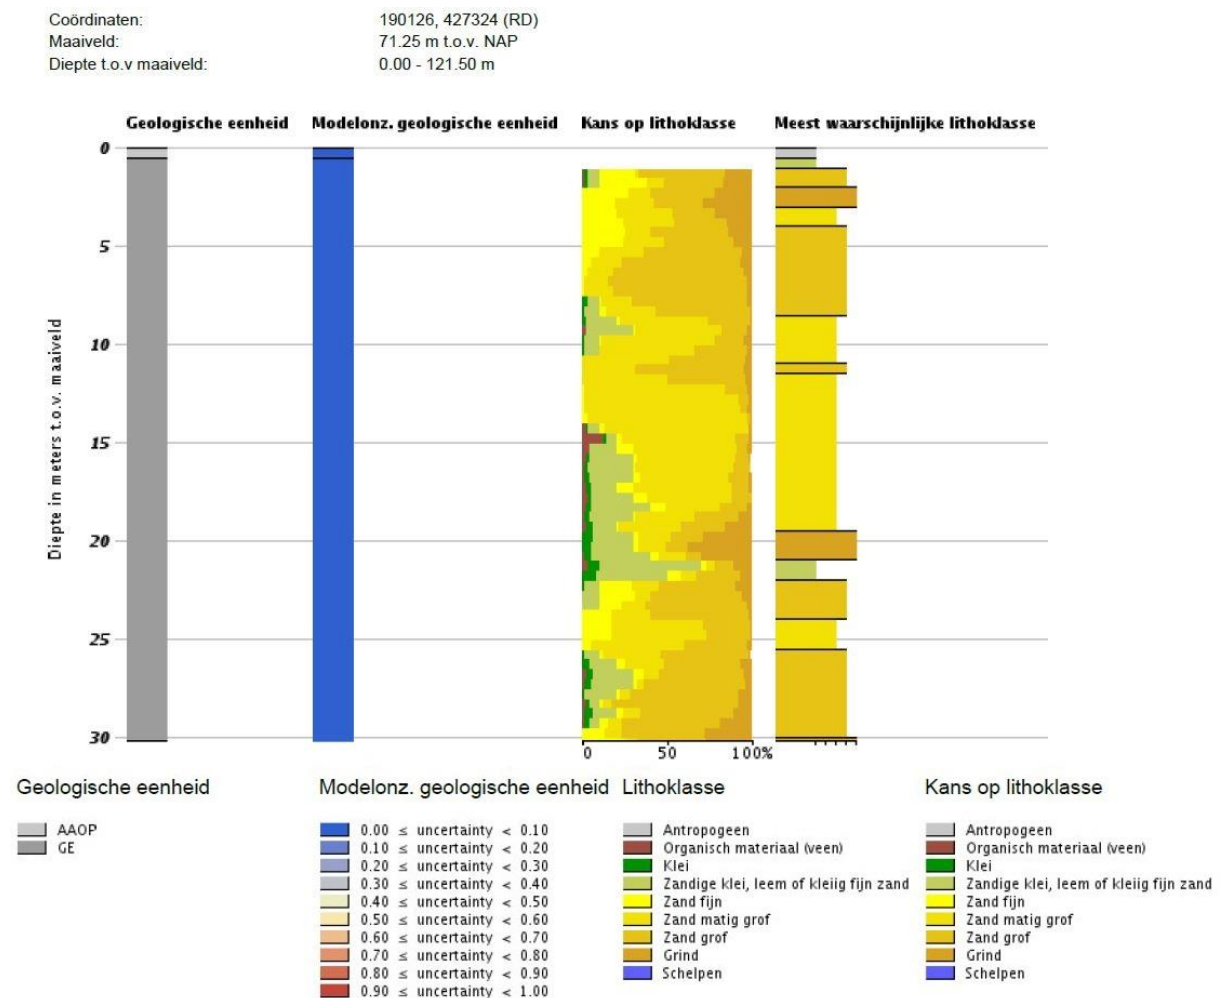 Coördinaten: 190126, 427324 (RD)
Maaiveld: 71.25 m t.o.v. NAP
Diepte t.o.v maaiveld: 0.00 - 121.50 m
Geologische eenheid Modelonz. geologische eenheid Kans op lithoklasse Meest waarschijnlijke lithoklasse
Diepte in meters t.o.v. maaiveld
0
5
10
15
20
25
30
0 50 100%
Geologische eenheid
AAOP
GE
Modelonz. geologische eenheid
0.00 ≤ uncertainty < 0.10
0.10 ≤ uncertainty < 0.20
0.20 ≤ uncertainty < 0.30
0.30 ≤ uncertainty < 0.40
0.40 ≤ uncertainty < 0.50
0.50 ≤ uncertainty < 0.60
0.60 ≤ uncertainty < 0.70
0.70 ≤ uncertainty < 0.80
0.80 ≤ uncertainty < 0.90
0.90 ≤ uncertainty < 1.00
Lithoklasse
Antropogeen
Organisch materiaal (veen)
Klei
Zandige klei, leem of kleiig fijn zand
Zand fijn
Zand matig grof
Zand grof
Grind
Schelpen
Kans op lithoklasse
Antropogeen
Organisch materiaal (veen)
Klei
Zandige klei, leem of kleiig fijn zand
Zand fijn
Zand matig grof
Zand grof
Grind
Schelpen